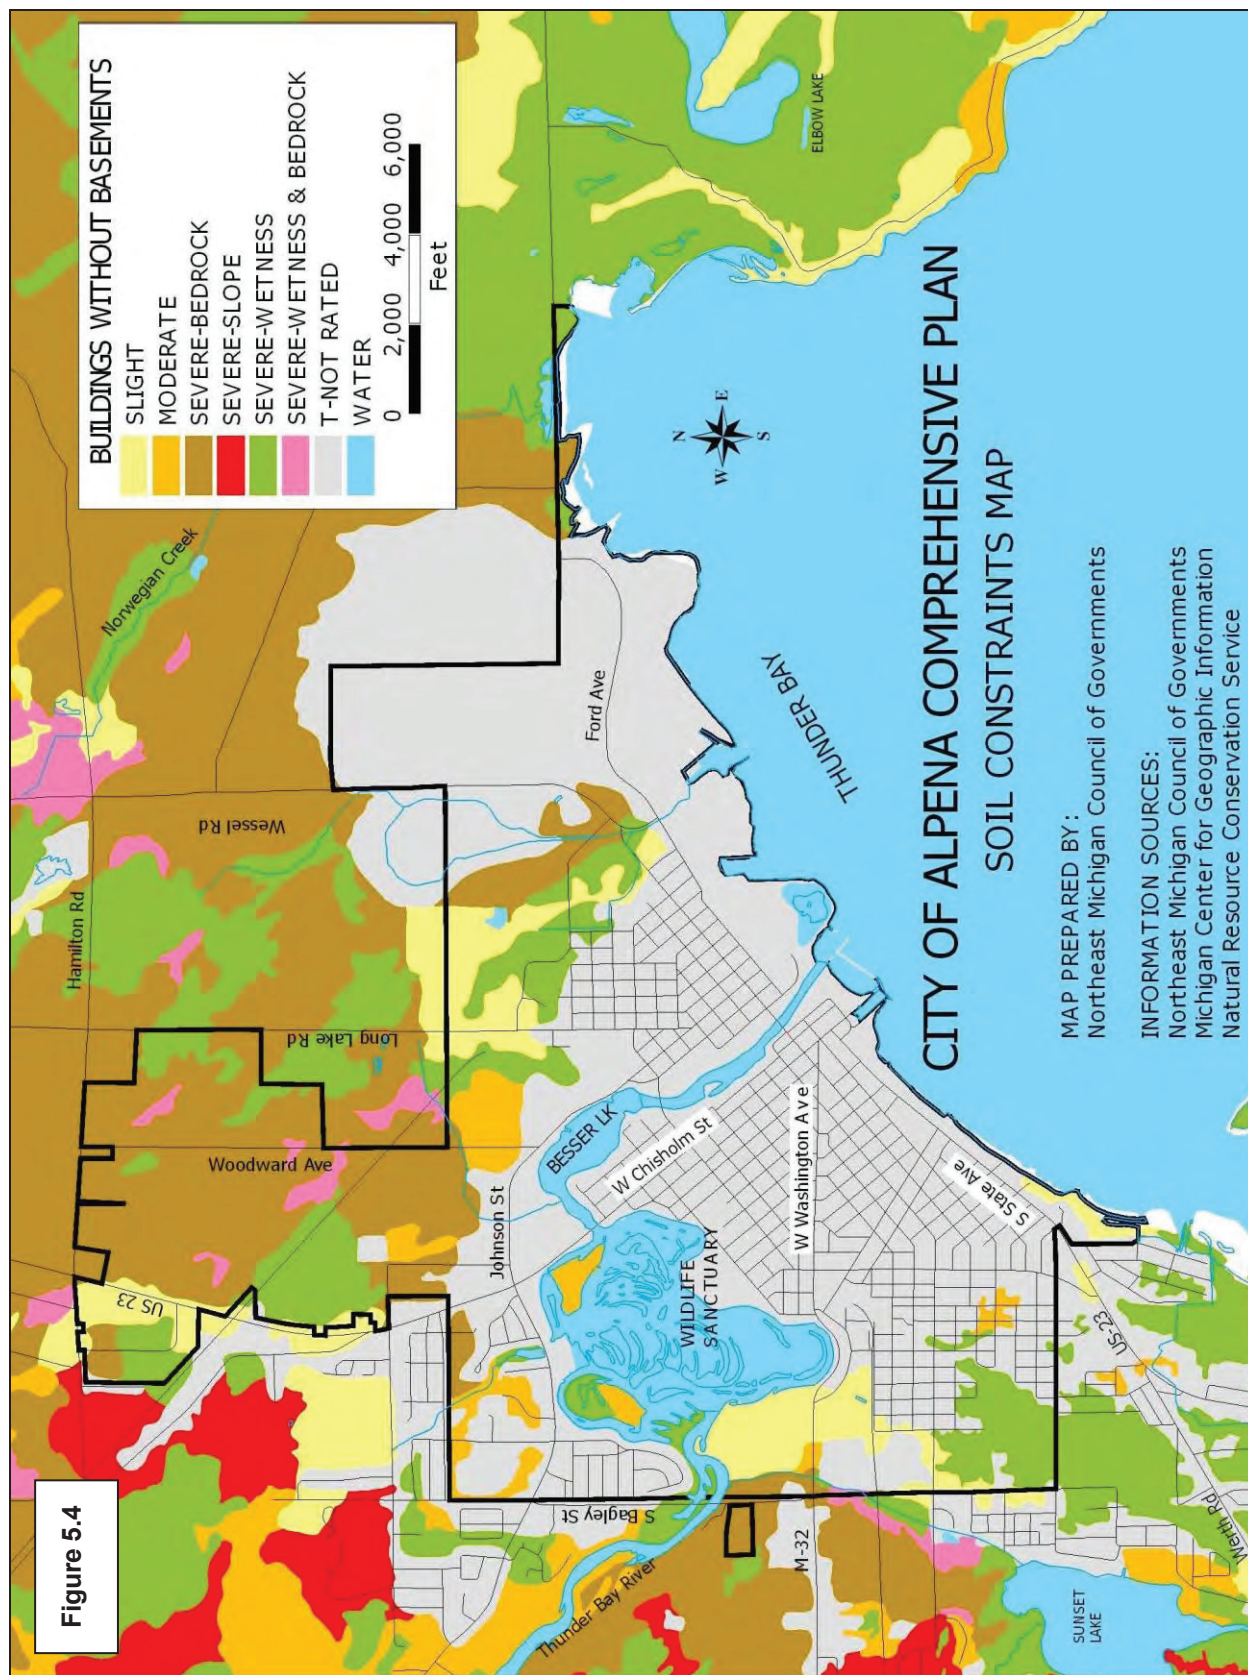 Figure 5.4
BUILDINGS WITHOUT BASEMENTS
SLIGHT
MODERATE
SEVERE-BEDROCK
SEVERE-SLOPE
SEVERE-WETNESS
SEVERE-WETNESS & BEDROCK
T-NOT RATED
WATER
0 2,000 4,000 6,000
Feet
Norwegian Creek
Hamilton Rd
Wessel Rd
Long Lake Rd
Woodward Ave
US 23
Johnson St
BESSER LK
W Chisholm St
Ford Ave
ELBOW LAKE
THUNDER BAY
N
W
E
S
WILDLIFE
SANCTUARY
W Washington Ave
S State Ave
US-23
S Bagley St
Thunder Bay River
M-32
Werth Rd
SUNSET
LAKE
CITY OF ALPENA COMPREHENSIVE PLAN
SOIL CONSTRAINTS MAP
MAP PREPARED BY:
Northeast Michigan Council of Governments
INFORMATION SOURCES:
Northeast Michigan Council of Governments
Michigan Center for Geographic Information
Natural Resource Conservation Service